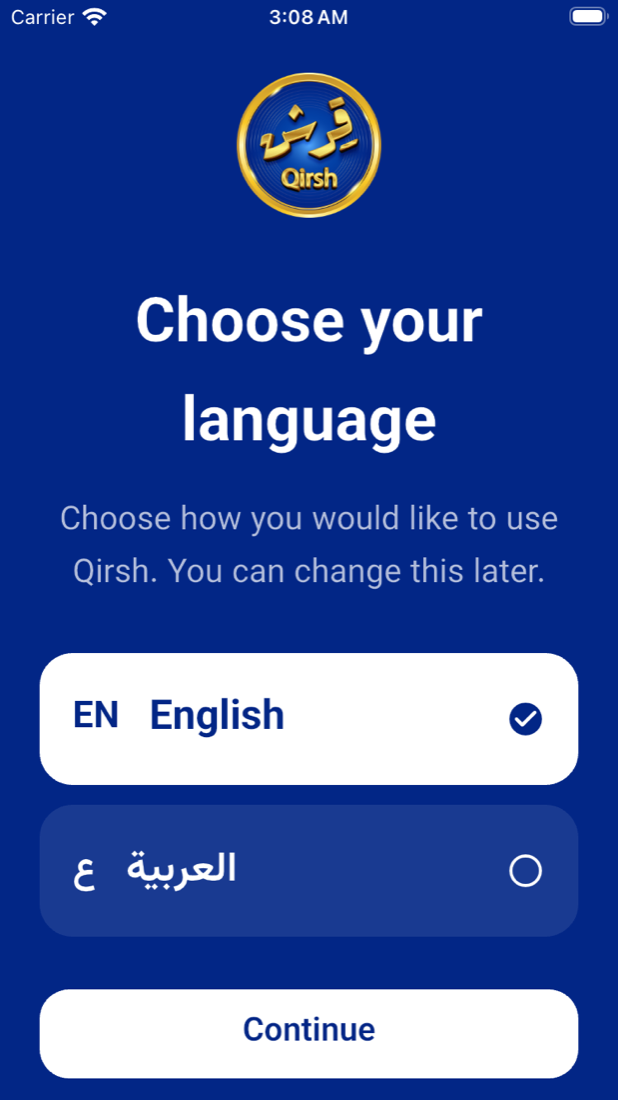 Carrier
3:08 AM
قِرش
Qirsh
Choose your
language
Choose how you would like to use
Qirsh. You can change this later.
EN English
ع العربية
Continue